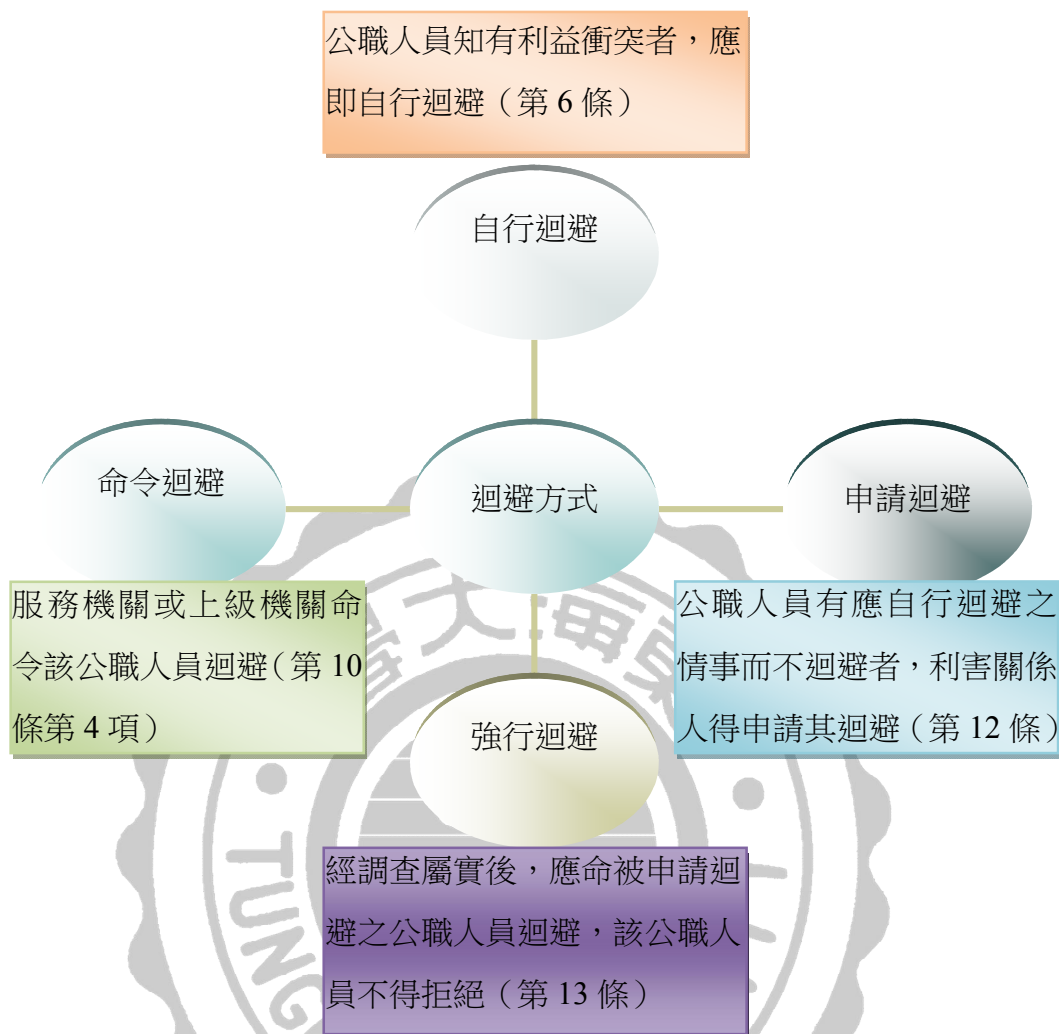 公職人員知有利益衝突者，應
即自行迴避（第 6 條）
自行迴避
命令迴避
迴避方式
申請迴避
服務機關或上級機關命
令該公職人員迴避（第 10
條第 4 項）
公職人員有應自行迴避之
情事而不迴避者，利害關係
人得申請其迴避（第 12 條）
強行迴避
經調查屬實後，應命被申請迴
避之公職人員迴避，該公職人
員不得拒絕（第 13 條）
大
海
東
TUNG